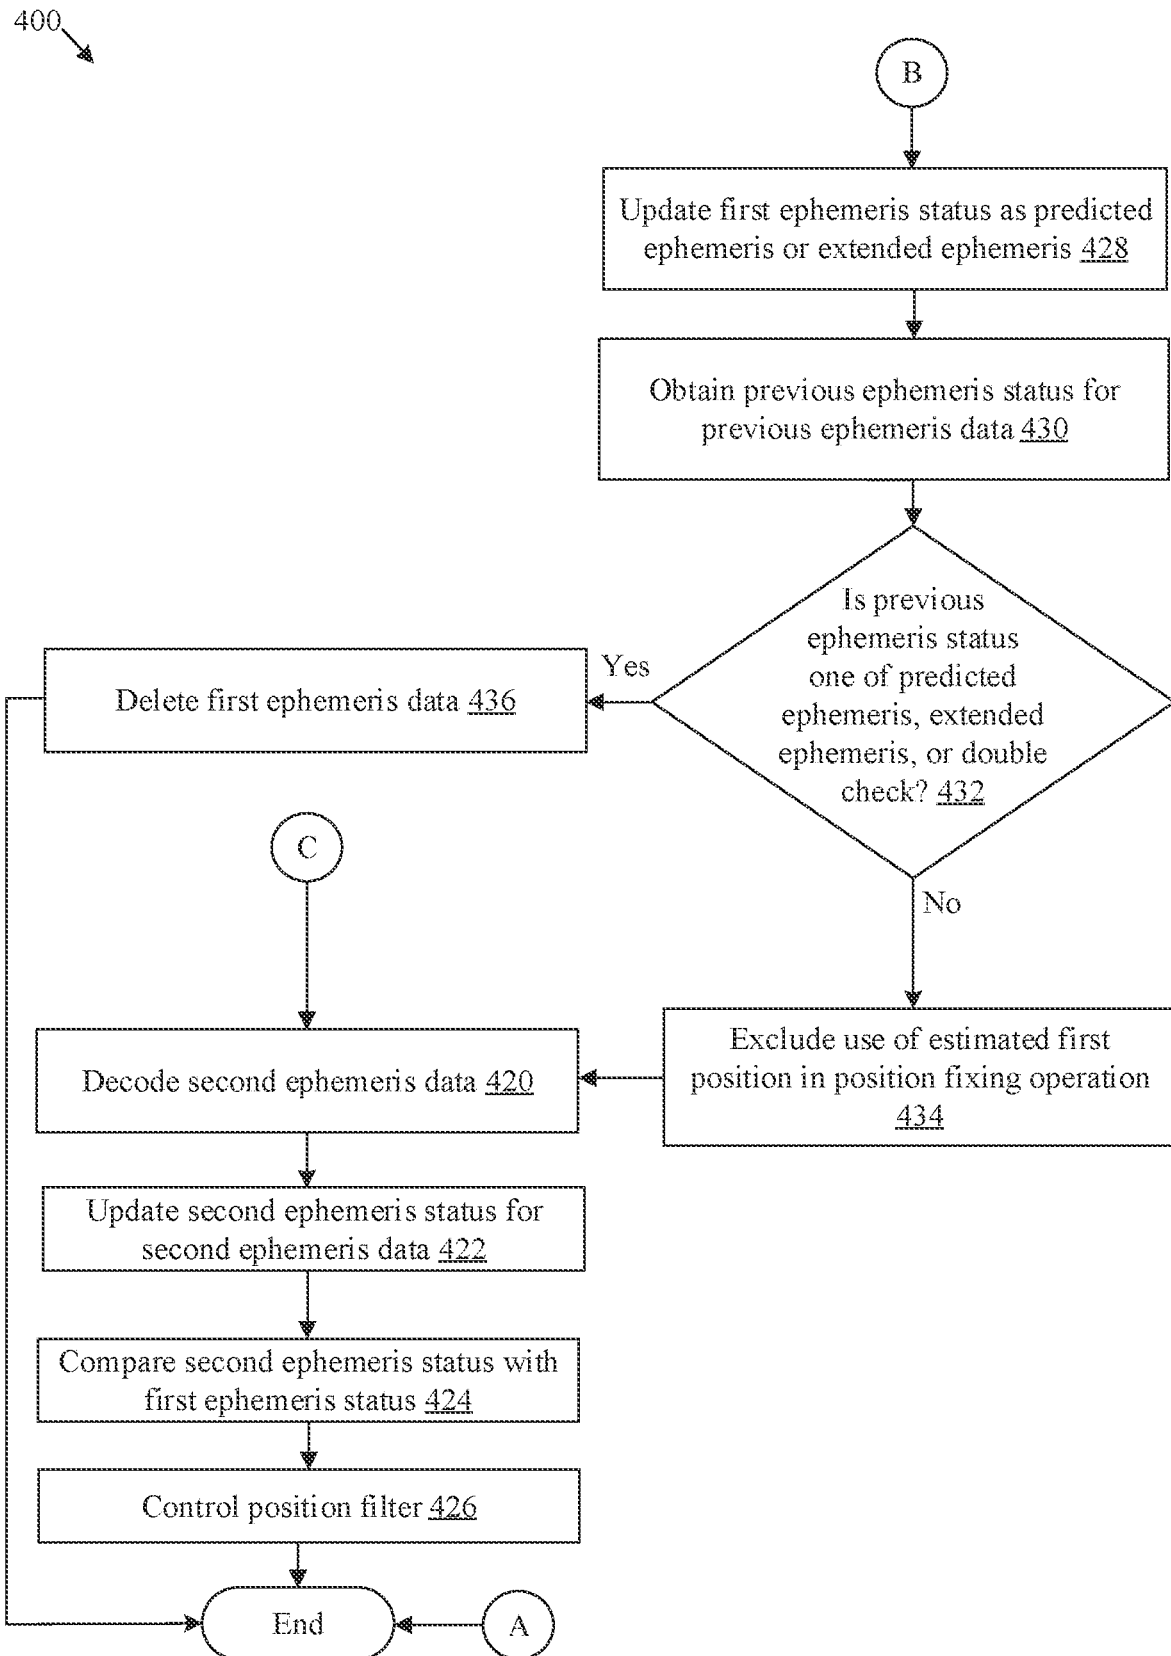 400
B
Update first ephemeris status as predicted
ephemeris or extended ephemeris 428
Obtain previous ephemeris status for
previous ephemeris data 430
Is previous
ephemeris status
one of predicted
ephemeris, extended
ephemeris, or double
check? 432
Yes
Delete first ephemeris data 436
No
C
Exclude use of estimated first
position in position fixing operation
434
Decode second ephemeris data 420
Update second ephemeris status for
second ephemeris data 422
Compare second ephemeris status with
first ephemeris status 424
Control position filter 426
End
A